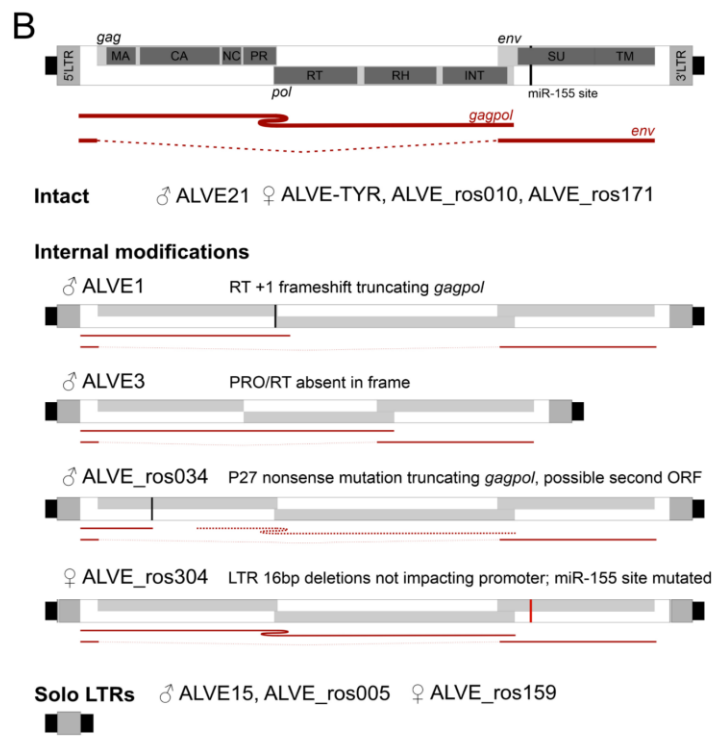 B
gag
env
5'LTR
MA CA NC PR
SU TM
3'LTR
RT RH INT
pol
miR-155 site
gagpol
env
Intact ♂ ALVE21 ♀ ALVE-TYR, ALVE_ros010, ALVE_ros171
Internal modifications
♂ ALVE1 RT +1 frameshift truncating gagpol
♂ ALVE3 PRO/RT absent in frame
♂ ALVE_ros034 P27 nonsense mutation truncating gagpol, possible second ORF
♀ ALVE_ros304 LTR 16bp deletions not impacting promoter; miR-155 site mutated
Solo LTRs ♂ ALVE15, ALVE_ros005 ♀ ALVE_ros159